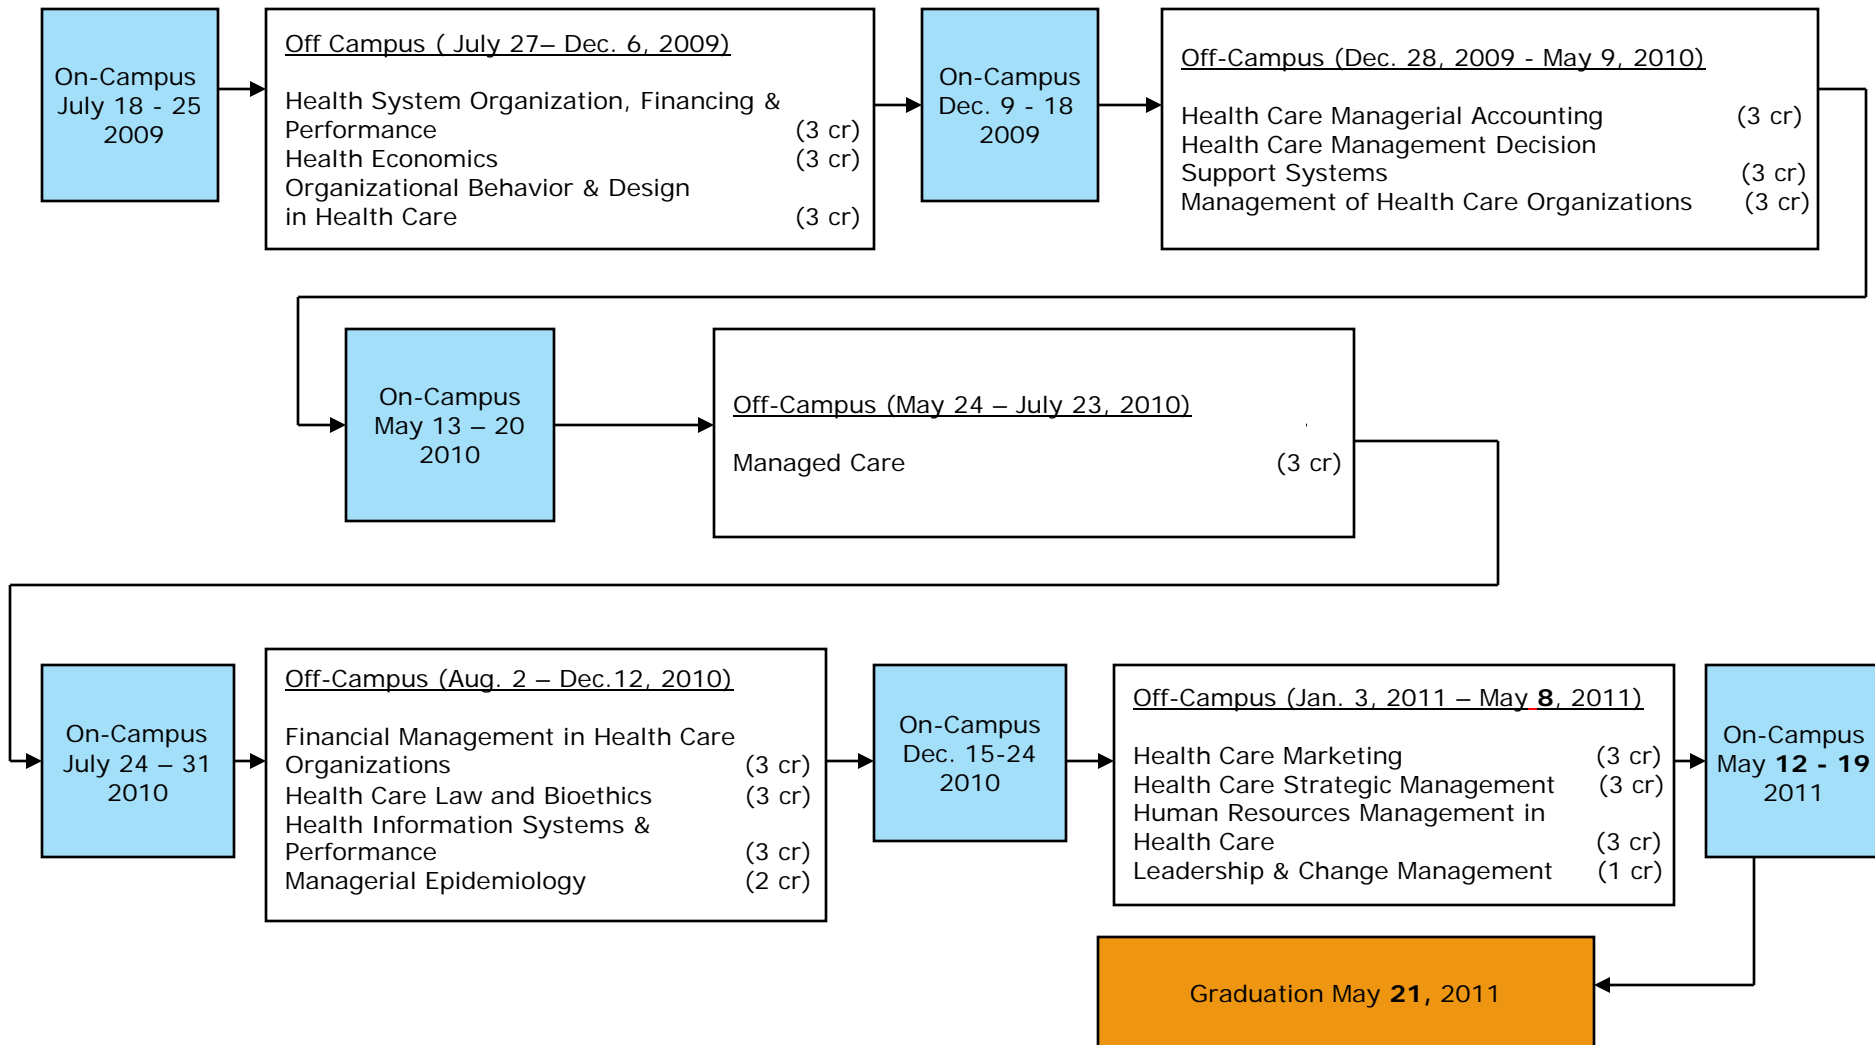 On-Campus
July 18 - 25
2009
Off Campus ( July 27– Dec. 6, 2009)
Health System Organization, Financing &
Performance (3 cr)
Health Economics (3 cr)
Organizational Behavior & Design
in Health Care (3 cr)
On-Campus
Dec. 9 - 18
2009
Off-Campus (Dec. 28, 2009 - May 9, 2010)
Health Care Managerial Accounting (3 cr)
Health Care Management Decision
Support Systems (3 cr)
Management of Health Care Organizations (3 cr)
On-Campus
May 13 – 20
2010
Off-Campus (May 24 – July 23, 2010)
Managed Care (3 cr)
On-Campus
July 24 – 31
2010
Off-Campus (Aug. 2 – Dec.12, 2010)
Financial Management in Health Care
Organizations (3 cr)
Health Care Law and Bioethics (3 cr)
Health Information Systems &
Performance (3 cr)
Managerial Epidemiology (2 cr)
On-Campus
Dec. 15-24
2010
Off-Campus (Jan. 3, 2011 – May 8, 2011)
Health Care Marketing (3 cr)
Health Care Strategic Management (3 cr)
Human Resources Management in
Health Care (3 cr)
Leadership & Change Management (1 cr)
On-Campus
May 12 - 19
2011
Graduation May 21, 2011